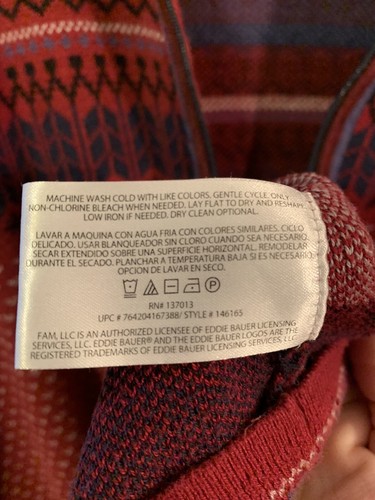 MACHINE WASH COLD WITH LIKE COLORS. GENTLE CYCLE. ONLY
NON-CHLORINE BLEACH WHEN NEEDED. LAY FLAT TO DRY AND RESHAPE.
LOW IRON IF NEEDED. DRY CLEAN OPTIONAL.
LAVAR A MAQUINA CON AGUA FRIA CON COLORES SIMILARES. CICLO
DELICADO. USAR BLANQUEADOR SIN CLORO CUANDO SEA NECESARIO.
SECAR EXTENDIDO SOBRE UNA SUPERFICIE HORIZONTAL. REMODELAR
DURANTE EL SECADO. PLANCHAR A TEMPERATURA BAJA SI ES NECESARIO.
OPCION DE LAVAR EN SECO.
P
RN# 137013
UPC # 764204167388/ STYLE # 146165
FAM, LLC IS AN AUTHORIZED LICENSEE OF EDDIE BAUER LICENSING
SERVICES, LLC. EDDIE BAUER® AND THE EDDIE BAUER LOGOS ARE THE
REGISTERED TRADEMARKS OF EDDIE BAUER LICENSING SERVICES, LLC.